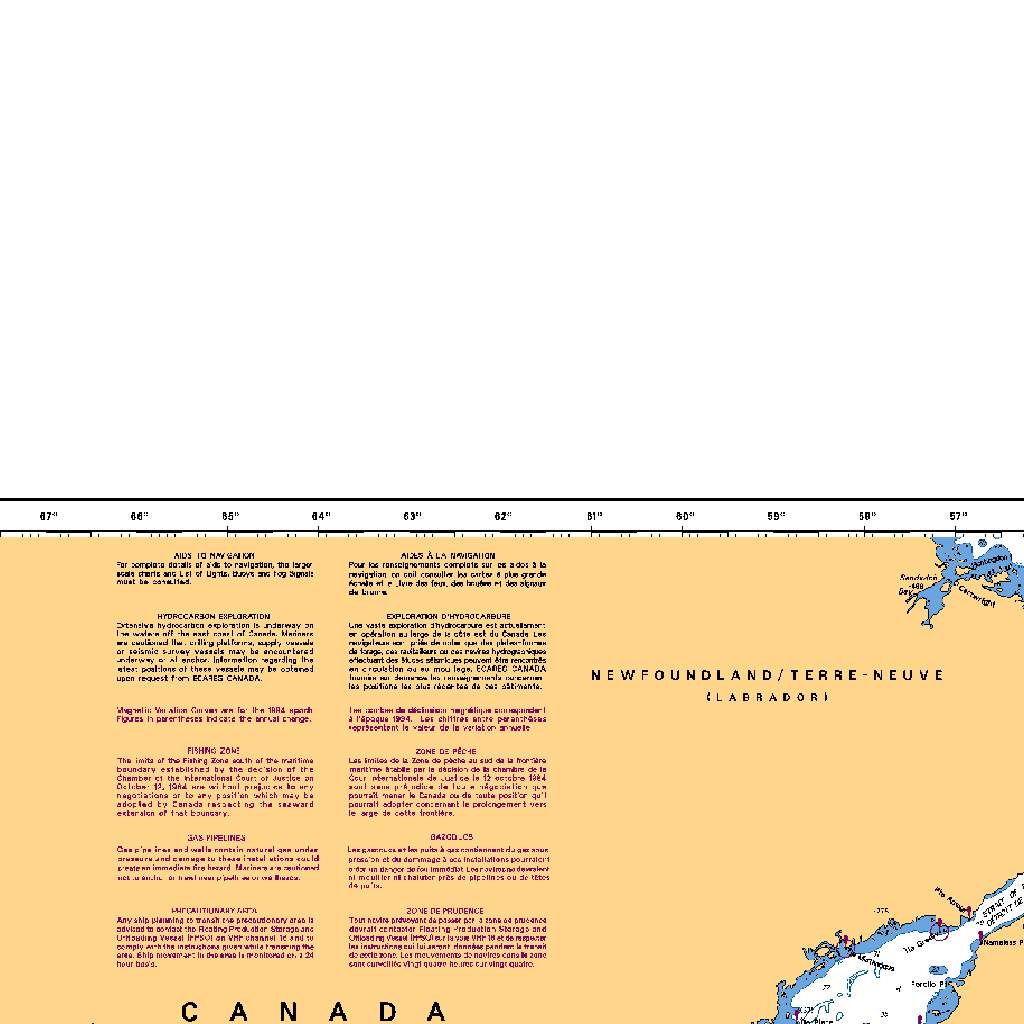 67° 66° 65° 64° 63° 62° 61° 60° 59° 58° 57°
AIDS TO NAVIGATION
For complete details of aids to navigation, the larger
scale charts and List of Lights, Buoys and Fog Signals
must be consulted.
AIDES À LA NAVIGATION
Pour les renseignements complets sur les aides à la
navigation on doit consulter les cartes à plus grande
échelle et le Livre des feux, des bouées et des signaux
de brume.
HYDROCARBON EXPLORATION
Extensive hydrocarbon exploration is underway on
the waters off the east coast of Canada. Mariners
are cautioned that drilling platforms, supply vessels
or seismic survey vessels may be encountered
underway or at anchor. Information regarding the
latest positions of these vessels may be obtained
upon request from ECAREG CANADA.
EXPLORATION D'HYDROCARBURE
Une vaste exploration d'hydrocarbure est actuellement
en opération au large de la côte est du Canada. Les
navigateurs sont priés de noter que des plates-formes
de forage, des ravitailleurs ou des navires hydrographiques
effectuant des études séismiques peuvent être rencontrés
en circulation ou au mouillage. ECAREG CANADA
fournira sur demande les renseignements concernant
les positions les plus récentes de ces bâtiments.
Magnetic Variation Curves are for the 1994 epoch
Figures in parentheses indicate the annual change.
Les courbes de déclinaison magnétique correspondent
à l'époque 1994. Les chiffres entre parenthèses
représentent la valeur de la variation annuelle
FISHING ZONE
The limits of the Fishing Zone south of the maritime
boundary established by the decision of the
Chamber of the International Court of Justice on
October 12, 1984 are without prejudice to any
negotiations or to any position which may be
adopted by Canada respecting the seaward
extension of that boundary.
ZONE DE PÊCHE
Les limites de la Zone de pêche au sud de la frontière
maritime établie par la décision de la chambre de la
Cour internationale de Justice le 12 octobre 1984
sont sans préjudice de toute négociation que
pourrait mener le Canada ou de toute position qu'il
pourrait adopter concernant le prolongement vers
le large de cette frontière.
GAS PIPELINES
Gas pipelines and wells contain natural gas under
pressure and damage to these installations could
create an immediate fire hazard. Mariners are cautioned
not to anchor or trawl near pipelines or wellheads.
GAZODUCS
Les gazoducs et les puits à gaz contiennent du gaz sous
pression et du dommage à ces installations pourraient
créer un danger de feu immédiat. Les navires devraient
ni mouiller ni chaluter près de pipelines ou de têtes
de puits.
PRECAUTIONARY AREA
Any ship planning to transit the precautionary area is
advised to contact the Floating Production Storage and
Offloading Vessel (FPSO) on VHF channel 16 and to
comply with the instructions given while transiting the
area. Ship movement in the area is monitored on a 24
hour basis.
ZONE DE PRUDENCE
Tout navire prévoyant de passer par la zone de prudence
devrait contacter Floating Production Storage and
Offloading Vessel (FPSO) sur la voie VHF 16 et de respecter
les instructions qui lui seront données pendant le transit
de cette zone. Les mouvements de navires dans la zone
sont surveillés vingt quatre heures sur vingt quatre.
NEWFOUNDLAND/TERRE-NEUVE
(LABRADOR)
Sandwich
Bay
Cartwright
STRAIT OF
DETROIT DE
Nameless P
Ferolle Pt
CANADA